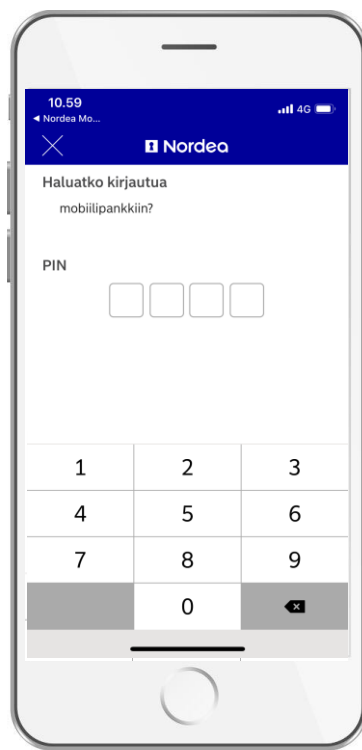 10.59
4G
◀ Nordea Mo...
Nordea
Haluatko kirjautua
mobiilipankkiin?
PIN
1 2 3
4 5 6
7 8 9
0